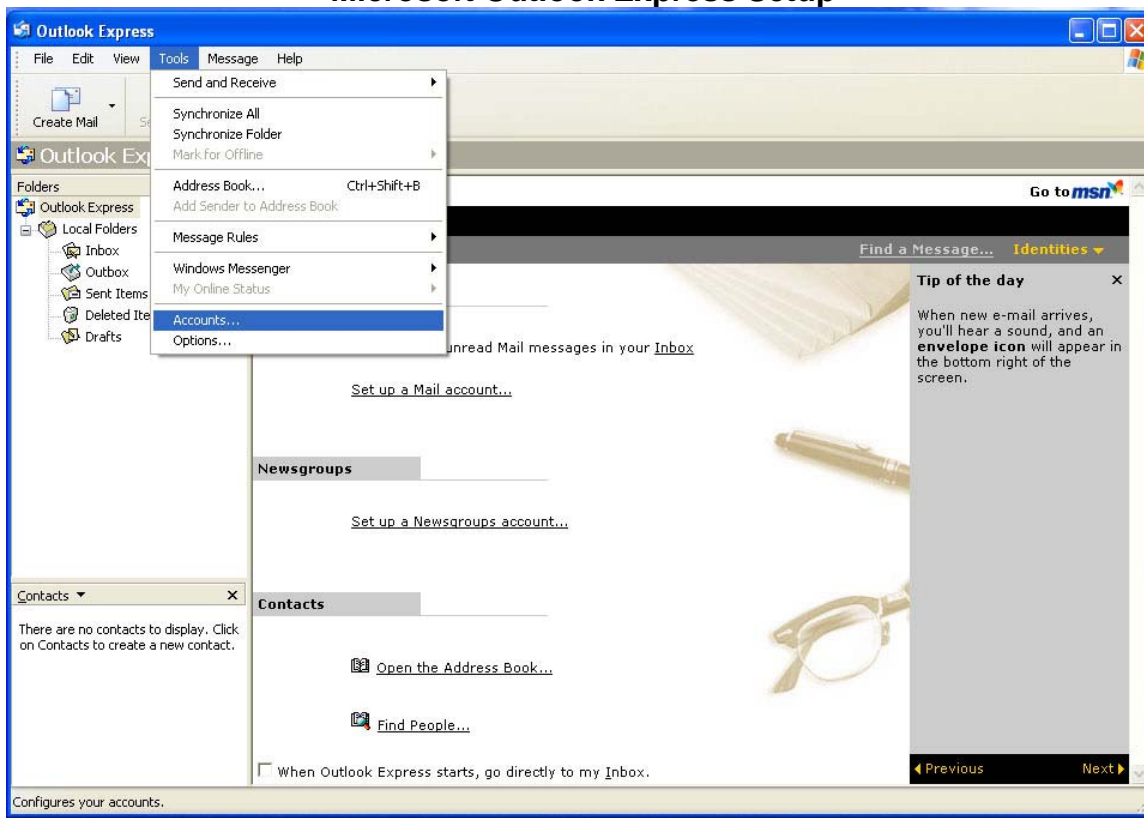 Microsoft Outlook Express Setup
Outlook Express
File Edit View Tools Message Help
Create Mail
Send and Receive
Synchronize All
Synchronize Folder
Mark for Offline
Address Book... Ctrl+Shift+B
Add Sender to Address Book
Message Rules
Windows Messenger
My Online Status
Accounts...
Options...
Outlook Exp
Folders
Outlook Express
Local Folders
Inbox
Outbox
Sent Items
Deleted Ite
Drafts
Contacts
There are no contacts to display. Click
on Contacts to create a new contact.
Go to msn
Find a Message... Identities
unread Mail messages in your Inbox
Set up a Mail account...
Newsgroups
Set up a Newsgroups account...
Contacts
Open the Address Book...
Find People...
When Outlook Express starts, go directly to my Inbox.
Tip of the day
When new e-mail arrives,
you'll hear a sound, and an
envelope icon will appear in
the bottom right of the
screen.
Previous Next
Configures your accounts.